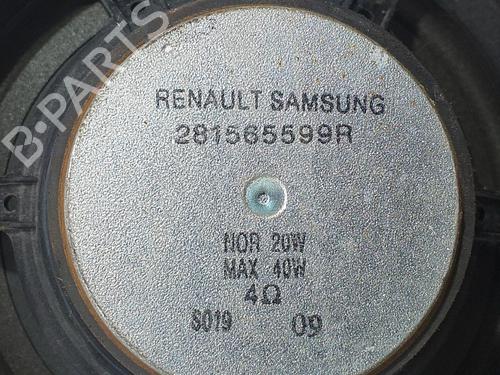 B-PARTS
RENAULT SAMSUNG
281565599R
NOR 20W
MAX 40W
4Ω
S019 09